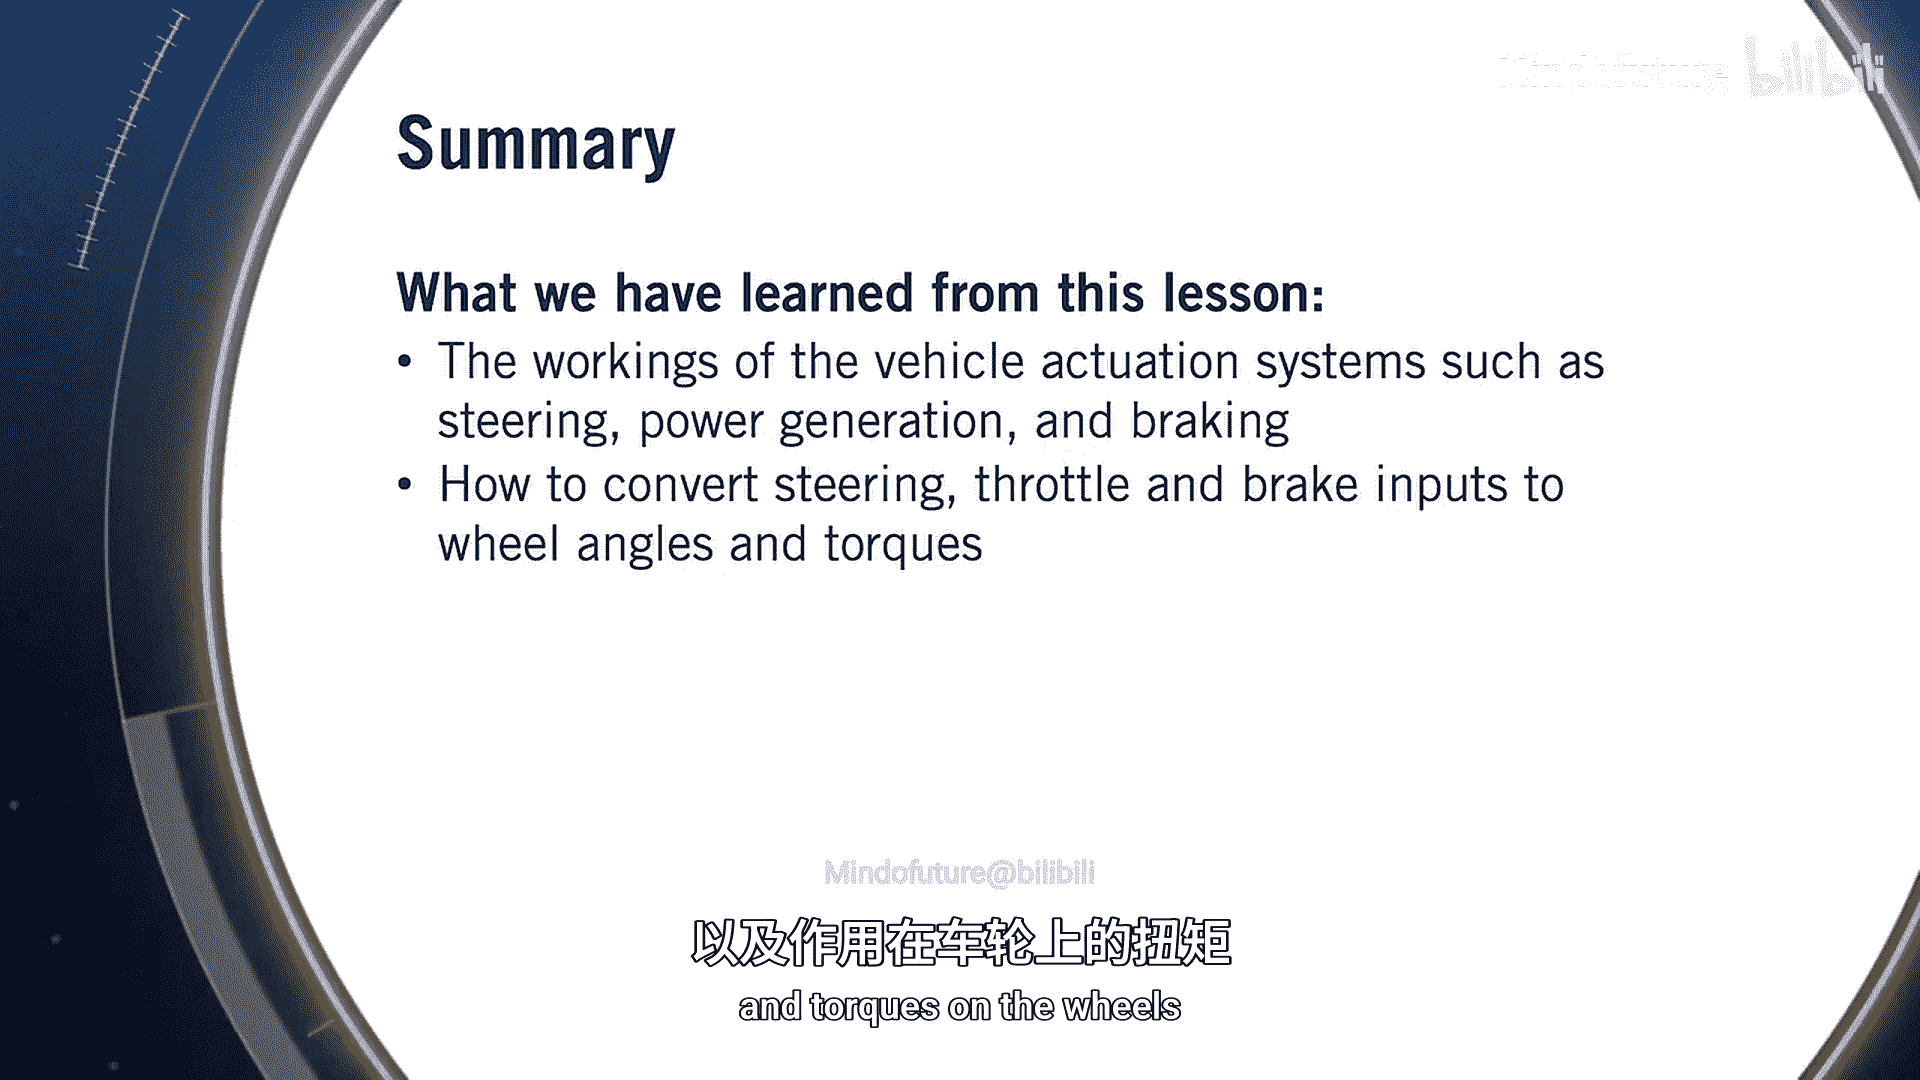 bilibili
Summary
What we have learned from this lesson:
• The workings of the vehicle actuation systems such as
steering, power generation, and braking
• How to convert steering, throttle and brake inputs to
wheel angles and torques
Mindofuture@bilibili
以及作用在车轮上的扭矩
and torques on the wheels